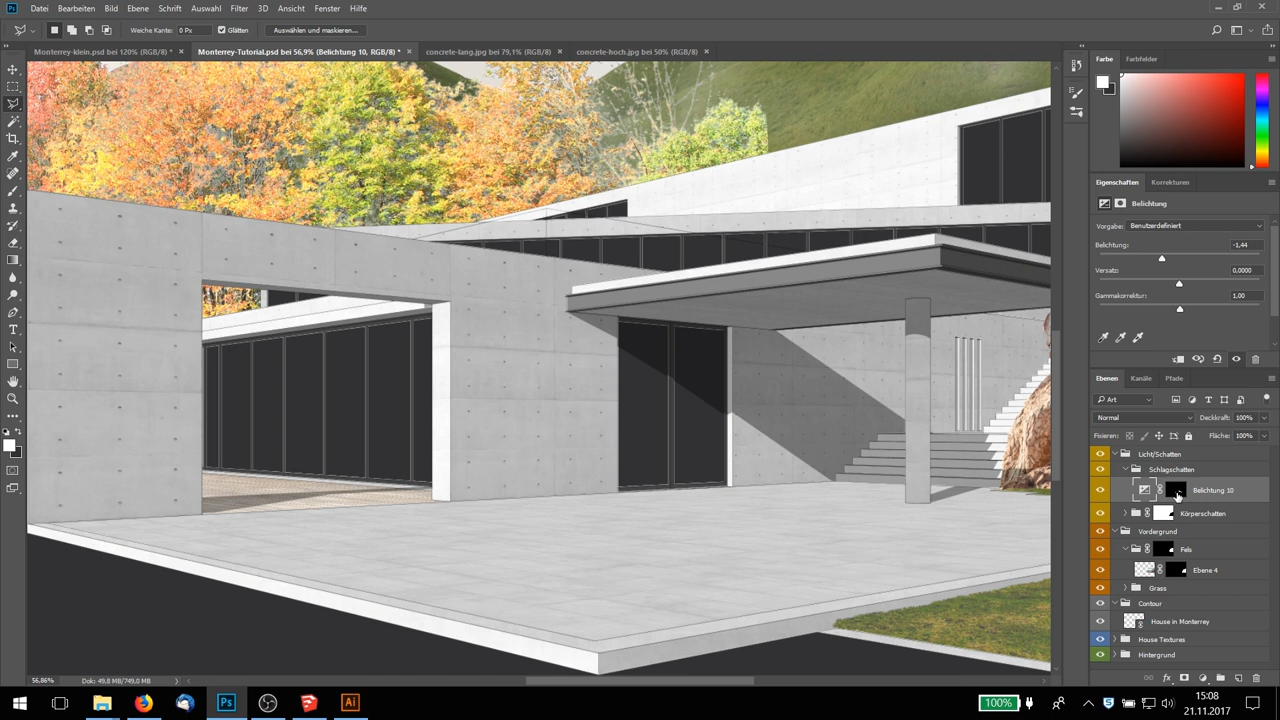 Ps Datei Bearbeiten Bild Ebene Schrift Auswahl Filter 3D Ansicht Fenster Hilfe
Weiche Kante: 0 Px Glätten Auswählen und maskieren...
Monterrey-klein.psd bei 120% (RGB/8) * × Monterrey-Tutorial.psd bei 56,9% (Belichtung 10, RGB/8) * × concrete-lang.jpg bei 79,1% (RGB/8) × concrete-hoch.jpg bei 50% (RGB/8) ×
Farbe Farbfelder
Eigenschaften Korrekturen
Belichtung
Vorgabe: Benutzerdefiniert
Belichtung: -1,44
Versatz: 0,0000
Gammakorrektur: 1,00
Ebenen Kanäle Pfade
Art
Normal Deckkraft: 100%
Fixieren: Fläche: 100%
Licht/Schatten
Schlagschatten
Belichtung 10
Körperschatten
Vordergrund
Fels
Ebene 4
Grass
Contour
House in Monterrey
House Textures
Hintergrund
56,86% Dok: 49,8 MB/749,0 MB
fx
100% 15:08
21.11.2017
Ps Ai